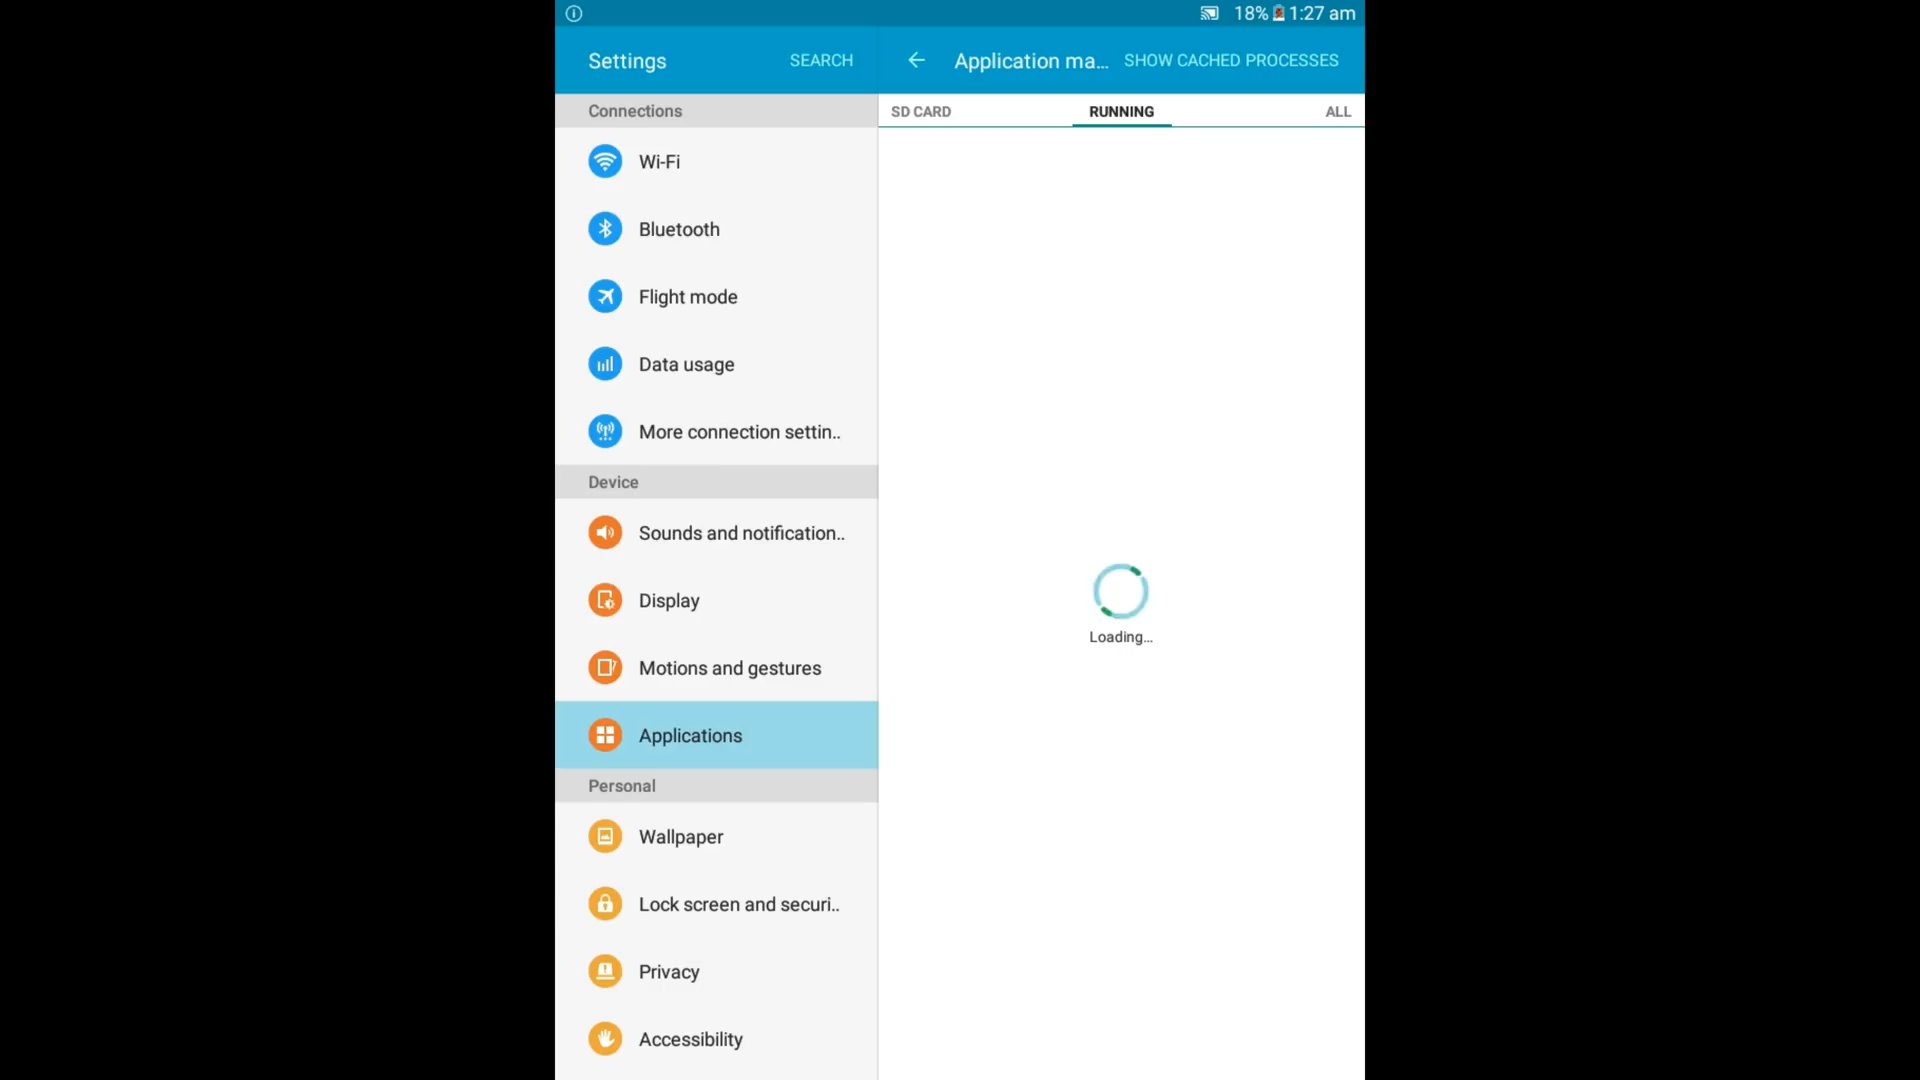 18% 1:27 am
Settings SEARCH
Application ma... SHOW CACHED PROCESSES
Connections
SD CARD RUNNING ALL
Wi-Fi
Bluetooth
Flight mode
Data usage
More connection settin..
Device
Sounds and notification..
Display
Motions and gestures
Applications
Personal
Wallpaper
Lock screen and securi..
Privacy
Accessibility
Loading...